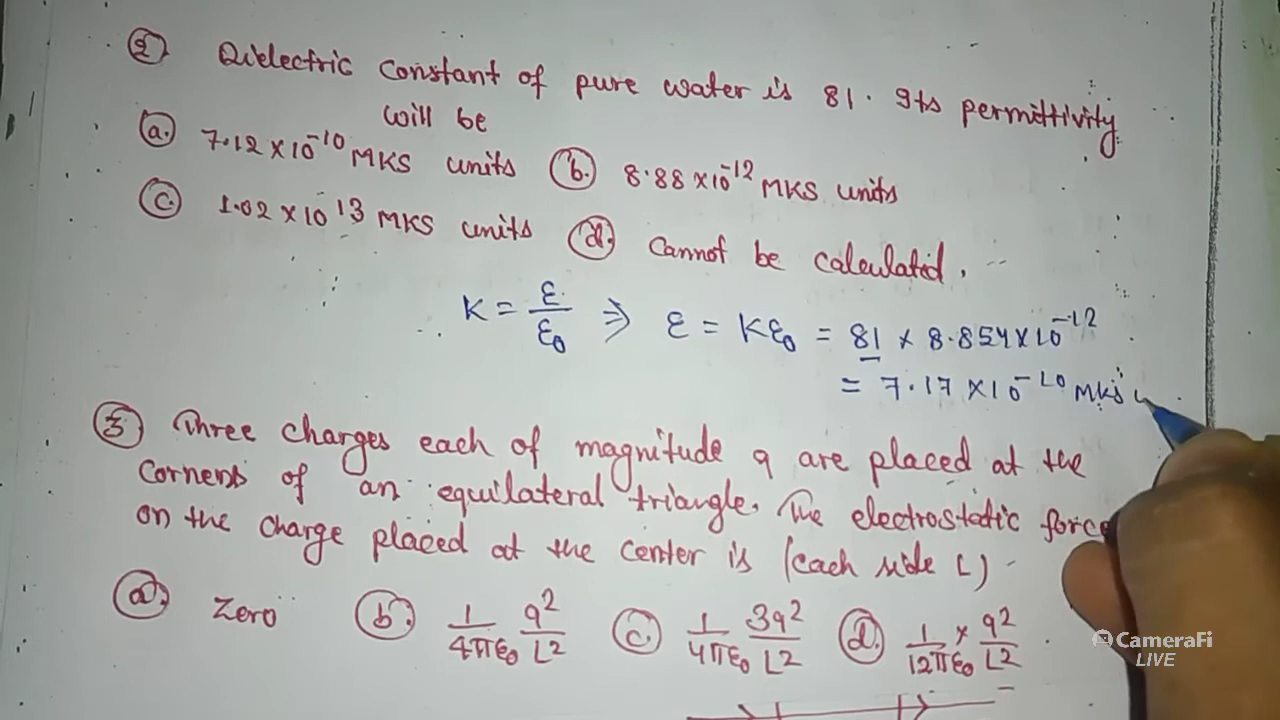 ② Dielectric constant of pure water is 81. Its permittivity
will be
ⓐ 7.12 × 10⁻¹⁰ MKS units ⓑ 8.88 × 10⁻¹² MKS units
ⓒ 1.02 × 10¹³ MKS units ⓓ Cannot be calculated.
K = ε/ε₀ ⇒ ε = Kε₀ = 81 × 8.854 × 10⁻¹²
= 7.17 × 10⁻¹⁰ MKS
③ Three charges each of magnitude q are placed at the
corners of an equilateral triangle. The electrostatic force
on the charge placed at the center is (each side L)
ⓐ Zero ⓑ 1/4πε₀ q²/L² ⓒ 1/4πε₀ 3q²/L² ⓓ 1/12πε₀ × q²/L²
CameraFi
LIVE